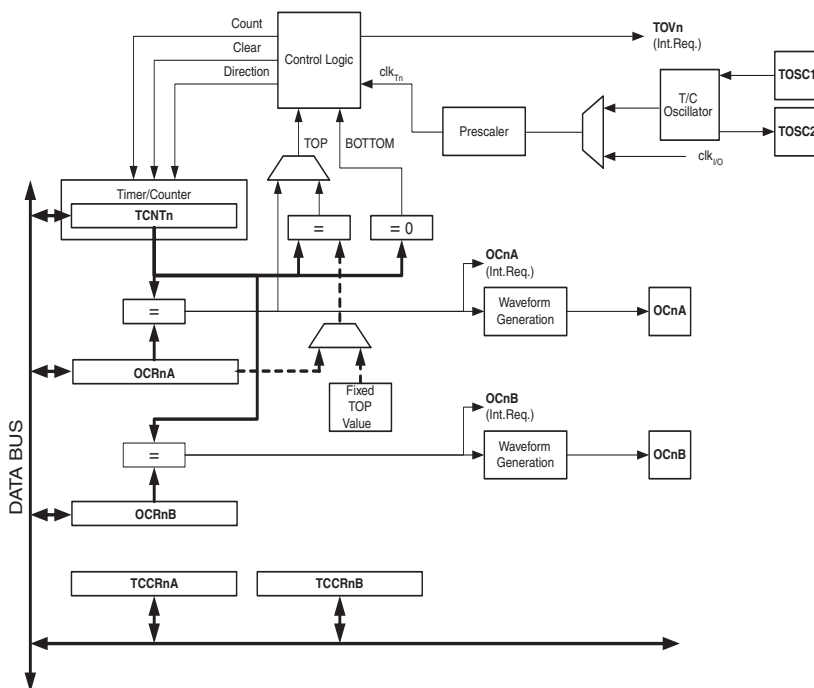 Count
Clear
Direction
Control Logic
TOVn
(Int.Req.)
clkTn
TOSC1
T/C
Oscillator
TOSC2
Prescaler
clkI/O
TOP
BOTTOM
Timer/Counter
TCNTn
=
= 0
OCnA
(Int.Req.)
=
Waveform
Generation
OCnA
OCRnA
Fixed
TOP
Value
OCnB
(Int.Req.)
=
Waveform
Generation
OCnB
OCRnB
DATA BUS
TCCRnA
TCCRnB